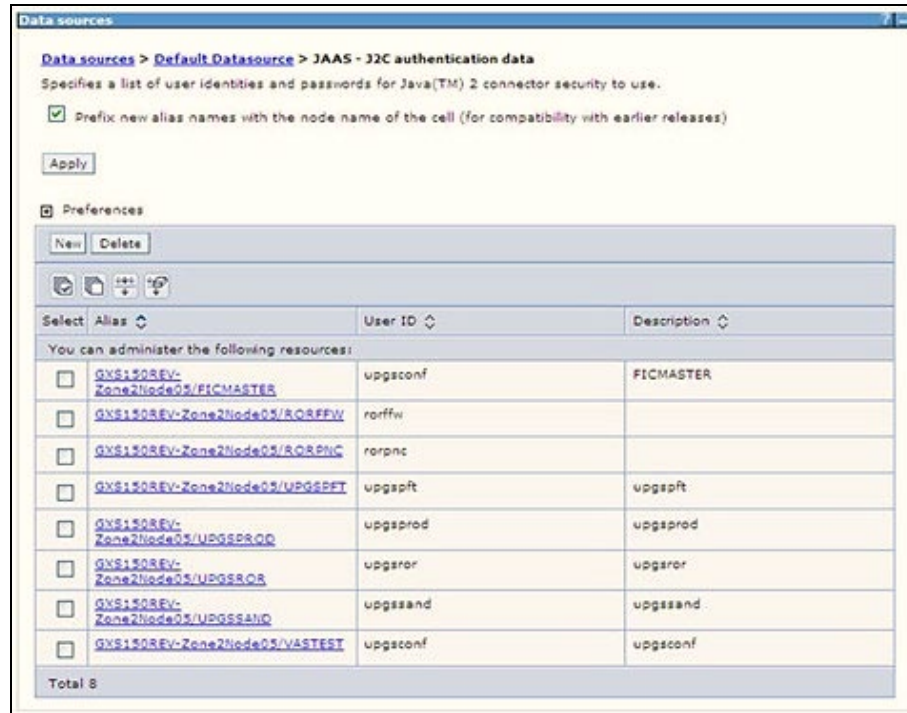 Data sources
?
Data sources > Default Datasource > JAAS - J2C authentication data
Specifies a list of user identities and passwords for Java(TM) 2 connector security to use.
Prefix new alias names with the node name of the cell (for compatibility with earlier releases)
Apply
Preferences
New Delete
Select Alias User ID Description
You can administer the following resources:
GXS150REV-
Zone2Node05/FICMASTER upgsconf FICMASTER
GXS150REV-Zone2Node05/RORFFW rorffw
GXS150REV-Zone2Node05/RORPNC rorpnc
GXS150REV-Zone2Node05/UPGSPFT upgspft upgspft
GXS150REV-
Zone2Node05/UPGSPROD upgsprod upgsprod
GXS150REV-
Zone2Node05/UPGSROR upgsror upgsror
GXS150REV-
Zone2Node05/UPGSSAND upgssand upgssand
GXS150REV-Zone2Node05/VASTEST upgsconf upgsconf
Total 8